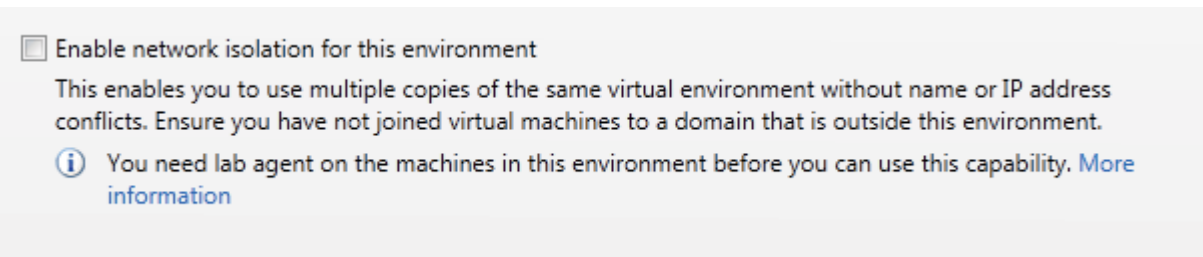 Enable network isolation for this environment
This enables you to use multiple copies of the same virtual environment without name or IP address
conflicts. Ensure you have not joined virtual machines to a domain that is outside this environment.
You need lab agent on the machines in this environment before you can use this capability. More
information